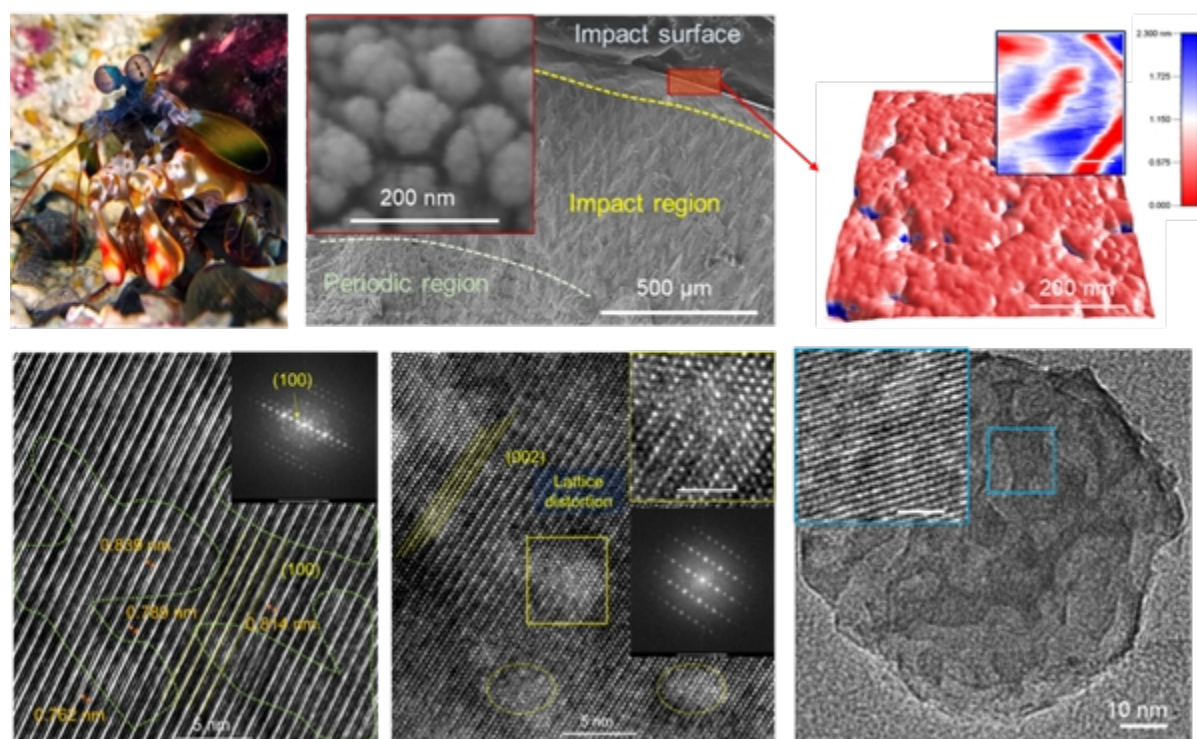 Impact surface
200 nm
Impact region
Periodic region
500 µm
2.300 nm
1.725
1.150
0.575
0.000
200 nm
(100)
0.839 nm
(100)
0.788 nm
0.814 nm
0.762 nm
5 nm
(002)
Lattice
distortion
5 nm
10 nm